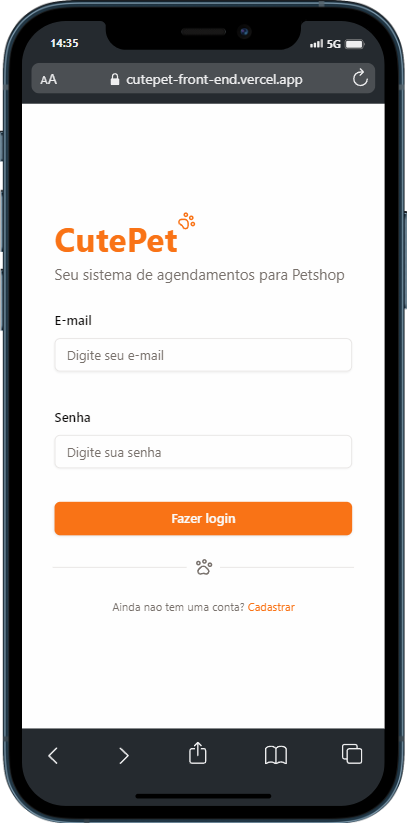 14:35
5G
AA
cutepet-front-end.vercel.app
CutePet
Seu sistema de agendamentos para Petshop
E-mail
Digite seu e-mail
Senha
Digite sua senha
Fazer login
Ainda nao tem uma conta? Cadastrar